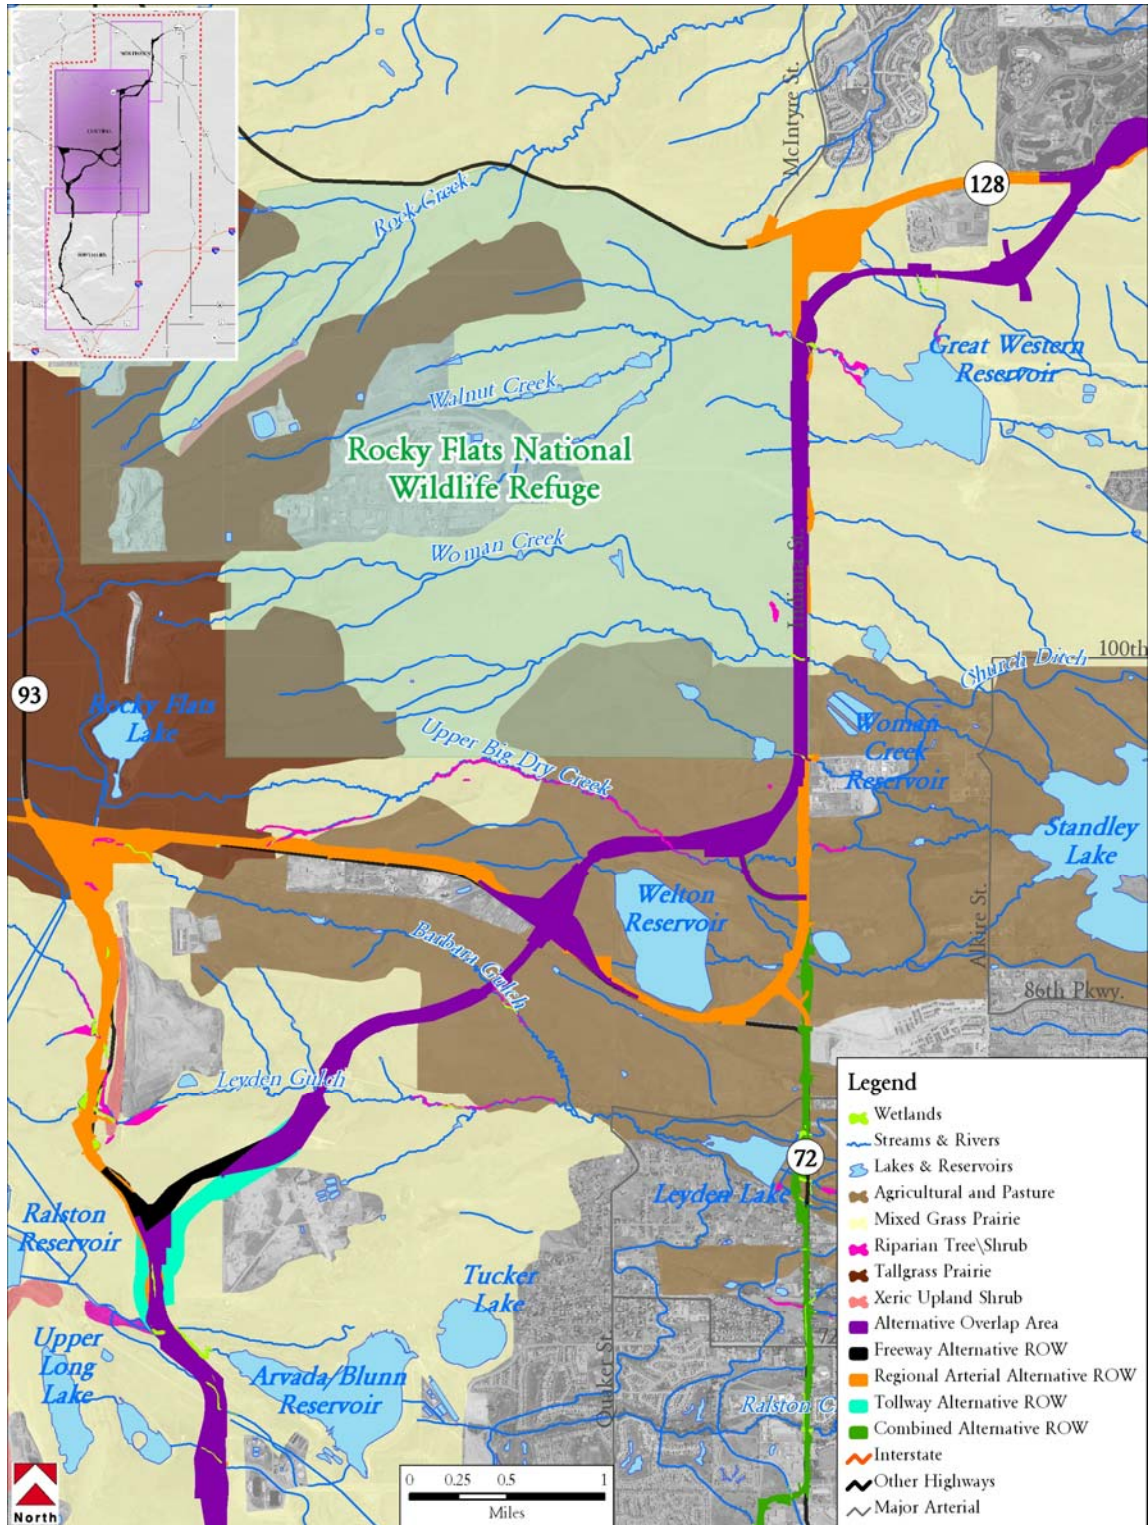 McIntyre St.
128
Rock Creek
Great Western
Reservoir
Walnut Creek
Rocky Flats National
Wildlife Refuge
Woman Creek
Indiana St.
100th
Church Ditch
93
Rocky Flats
Lake
Upper Big Dry Creek
Woman
Creek
Reservoir
Standley
Lake
Welton
Reservoir
Alkire St.
Barbara Gulch
86th Pkwy.
Leyden Gulch
72
Leyden Lake
Ralston
Reservoir
Tucker
Lake
72
Upper
Long
Lake
Arvada/Blunn
Reservoir
Quaker St.
Ralston C.
Legend
Wetlands
Streams & Rivers
Lakes & Reservoirs
Agricultural and Pasture
Mixed Grass Prairie
Riparian Tree\Shrub
Tallgrass Prairie
Xeric Upland Shrub
Alternative Overlap Area
Freeway Alternative ROW
Regional Arterial Alternative ROW
Tollway Alternative ROW
Combined Alternative ROW
Interstate
Other Highways
Major Arterial
0 0.25 0.5 1
Miles
North